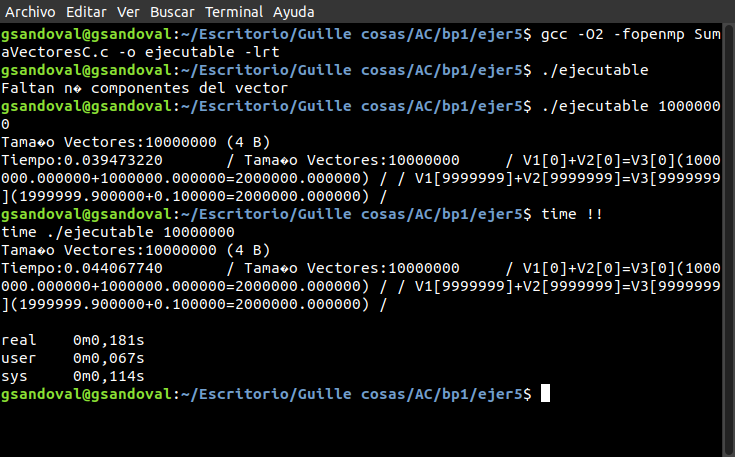 Archivo Editar Ver Buscar Terminal Ayuda
gsandoval@gsandoval:~/Escritorio/Guille cosas/AC/bp1/ejer5$ gcc -O2 -fopenmp Sum
aVectoresC.c -o ejecutable -lrt
gsandoval@gsandoval:~/Escritorio/Guille cosas/AC/bp1/ejer5$ ./ejecutable
Faltan n� componentes del vector
gsandoval@gsandoval:~/Escritorio/Guille cosas/AC/bp1/ejer5$ ./ejecutable 1000000
0
Tama�o Vectores:10000000 (4 B)
Tiempo:0.039473220       / Tama�o Vectores:10000000     / V1[0]+V2[0]=V3[0](1000
000.000000+1000000.000000=2000000.000000) / / V1[9999999]+V2[9999999]=V3[9999999
](1999999.900000+0.100000=2000000.000000) /
gsandoval@gsandoval:~/Escritorio/Guille cosas/AC/bp1/ejer5$ time !!
time ./ejecutable 10000000
Tama�o Vectores:10000000 (4 B)
Tiempo:0.044067740       / Tama�o Vectores:10000000     / V1[0]+V2[0]=V3[0](1000
000.000000+1000000.000000=2000000.000000) / / V1[9999999]+V2[9999999]=V3[9999999
](1999999.900000+0.100000=2000000.000000) /
real    0m0,181s
user    0m0,067s
sys     0m0,114s
gsandoval@gsandoval:~/Escritorio/Guille cosas/AC/bp1/ejer5$